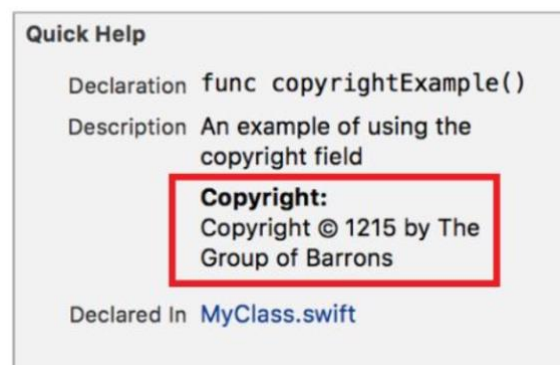 Quick Help
Declaration func copyrightExample()
Description An example of using the
copyright field
Copyright:
Copyright © 1215 by The
Group of Barrons
Declared In MyClass.swift